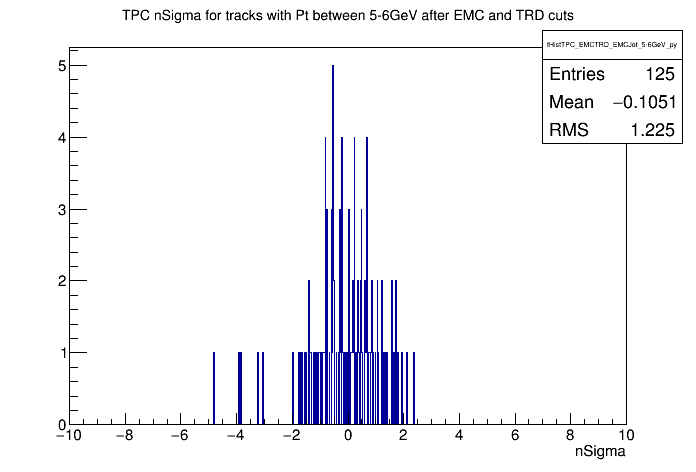 TPC nSigma for tracks with Pt between 5-6GeV after EMC and TRD cuts
fHistTPC_EMCTRD_EMCJet_5-6GeV_py
Entries 125
Mean −0.1051
RMS 1.225
5
4
3
2
1
0
−10 −8 −6 −4 −2 0 2 4 6 8 10
nSigma